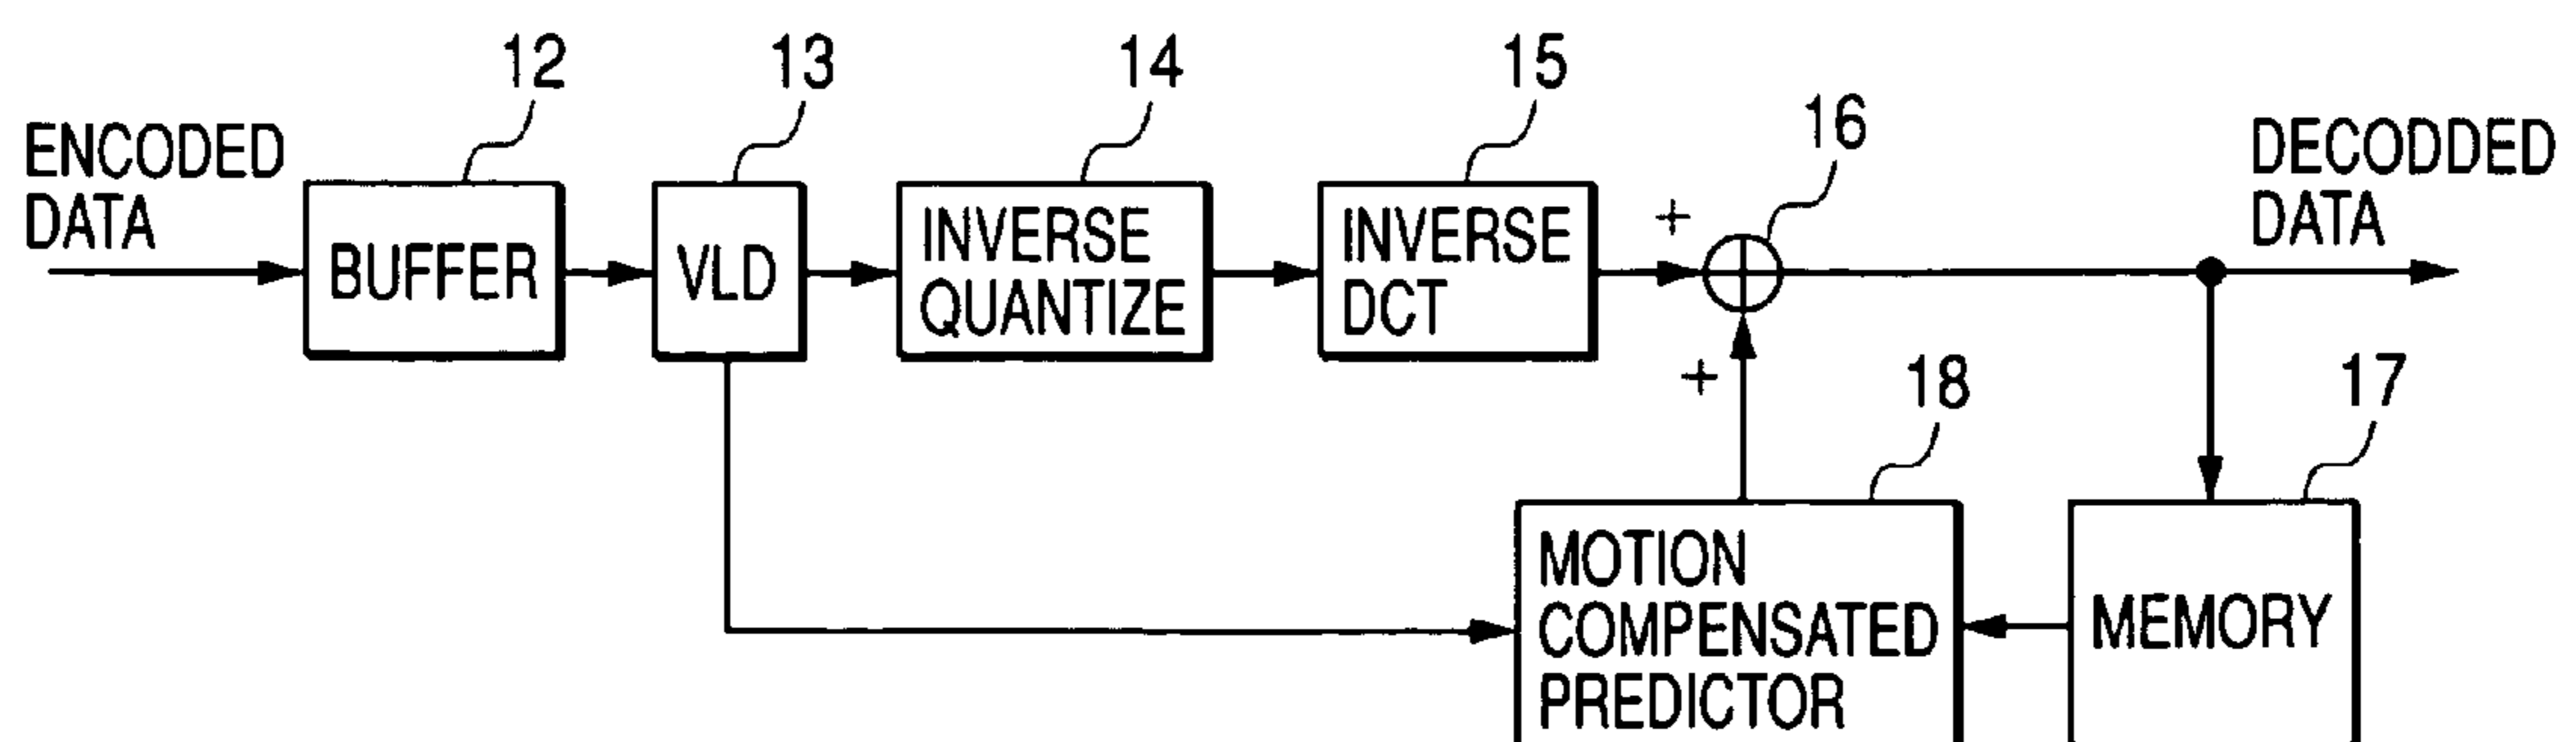 12
13
14
15
16
ENCODED
DATA
DECODDED
DATA
BUFFER
VLD
INVERSE
QUANTIZE
INVERSE
DCT
+
+
18
17
MOTION
COMPENSATED
PREDICTOR
MEMORY